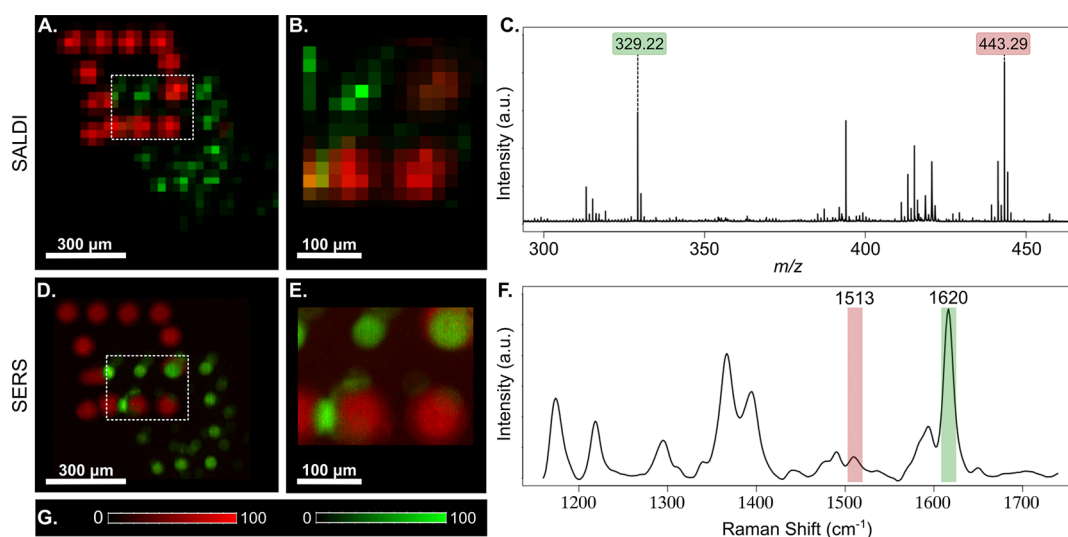 A.
B.
C.
SALDI
300 µm
100 µm
329.22
443.29
Intensity (a.u.)
300
350
400
450
m/z
D.
E.
F.
SERS
300 µm
100 µm
1513
1620
Intensity (a.u.)
1200
1300
1400
1500
1600
1700
Raman Shift (cm⁻¹)
G.
0
100
0
100